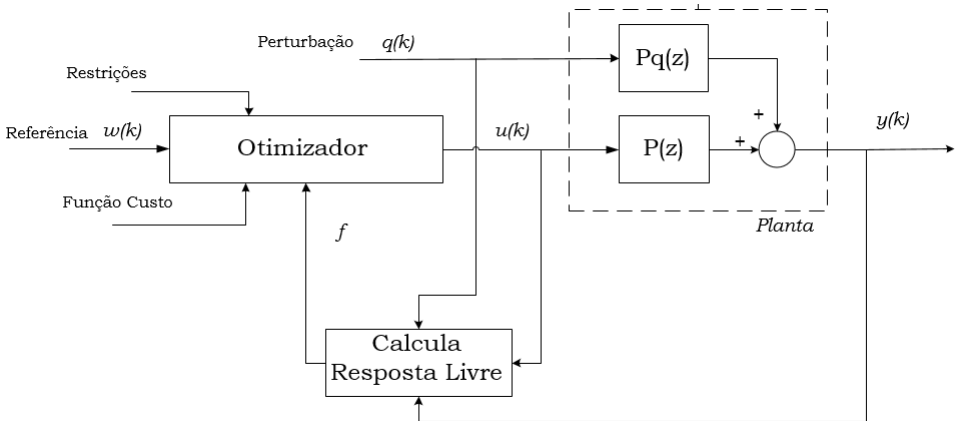 Perturbação q(k)
Pq(z)
Restrições
+
Referência w(k)
Otimizador
u(k)
P(z)
+
y(k)
Função Custo
f
Planta
Calcula
Resposta Livre